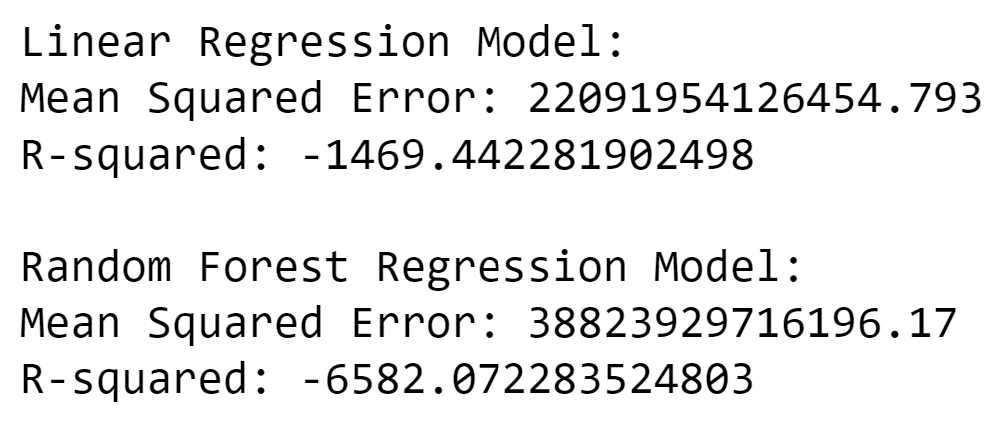 Linear Regression Model:
Mean Squared Error: 22091954126454.793
R-squared: -1469.442281902498
Random Forest Regression Model:
Mean Squared Error: 38823929716196.17
R-squared: -6582.072283524803